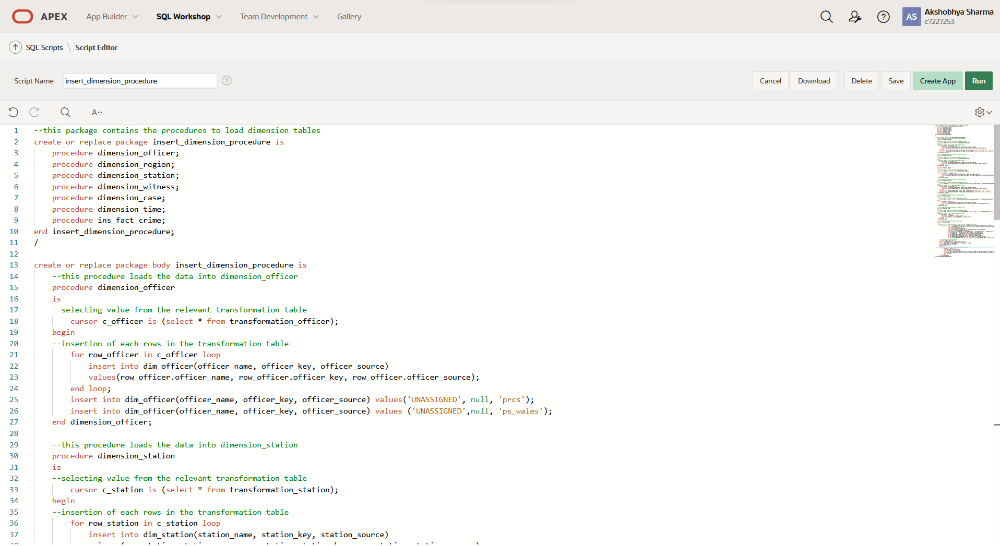 APEX App Builder SQL Workshop Team Development Gallery AS Akshobhya Sharma
c7227253
SQL Scripts \ Script Editor
Script Name insert_dimension_procedure ? Cancel Download Delete Save Create App Run
A::
1 --this package contains the procedures to load dimension tables
2 create or replace package insert_dimension_procedure is
3 procedure dimension_officer;
4 procedure dimension_region;
5 procedure dimension_station;
6 procedure dimension_witness;
7 procedure dimension_case;
8 procedure dimension_time;
9 procedure ins_fact_crime;
10 end insert_dimension_procedure;
11 /
12
13 create or replace package body insert_dimension_procedure is
14 --this procedure loads the data into dimension_officer
15 procedure dimension_officer
16 is
17 --selecting value from the relevant transformation table
18 cursor c_officer is (select * from transformation_officer);
19 begin
20 --insertion of each rows in the transformation table
21 for row_officer in c_officer loop
22 insert into dim_officer(officer_name, officer_key, officer_source)
23 values(row_officer.officer_name, row_officer.officer_key, row_officer.officer_source);
24 end loop;
25 insert into dim_officer(officer_name, officer_key, officer_source) values('UNASSIGNED', null, 'prcs');
26 insert into dim_officer(officer_name, officer_key, officer_source) values ('UNASSIGNED',null, 'ps_wales');
27 end dimension_officer;
28
29 --this procedure loads the data into dimension_station
30 procedure dimension_station
31 is
32 --selecting value from the relevant transformation table
33 cursor c_station is (select * from transformation_station);
34 begin
35 --insertion of each rows in the transformation table
36 for row_station in c_station loop
37 insert into dim_station(station_name, station_key, station_source)